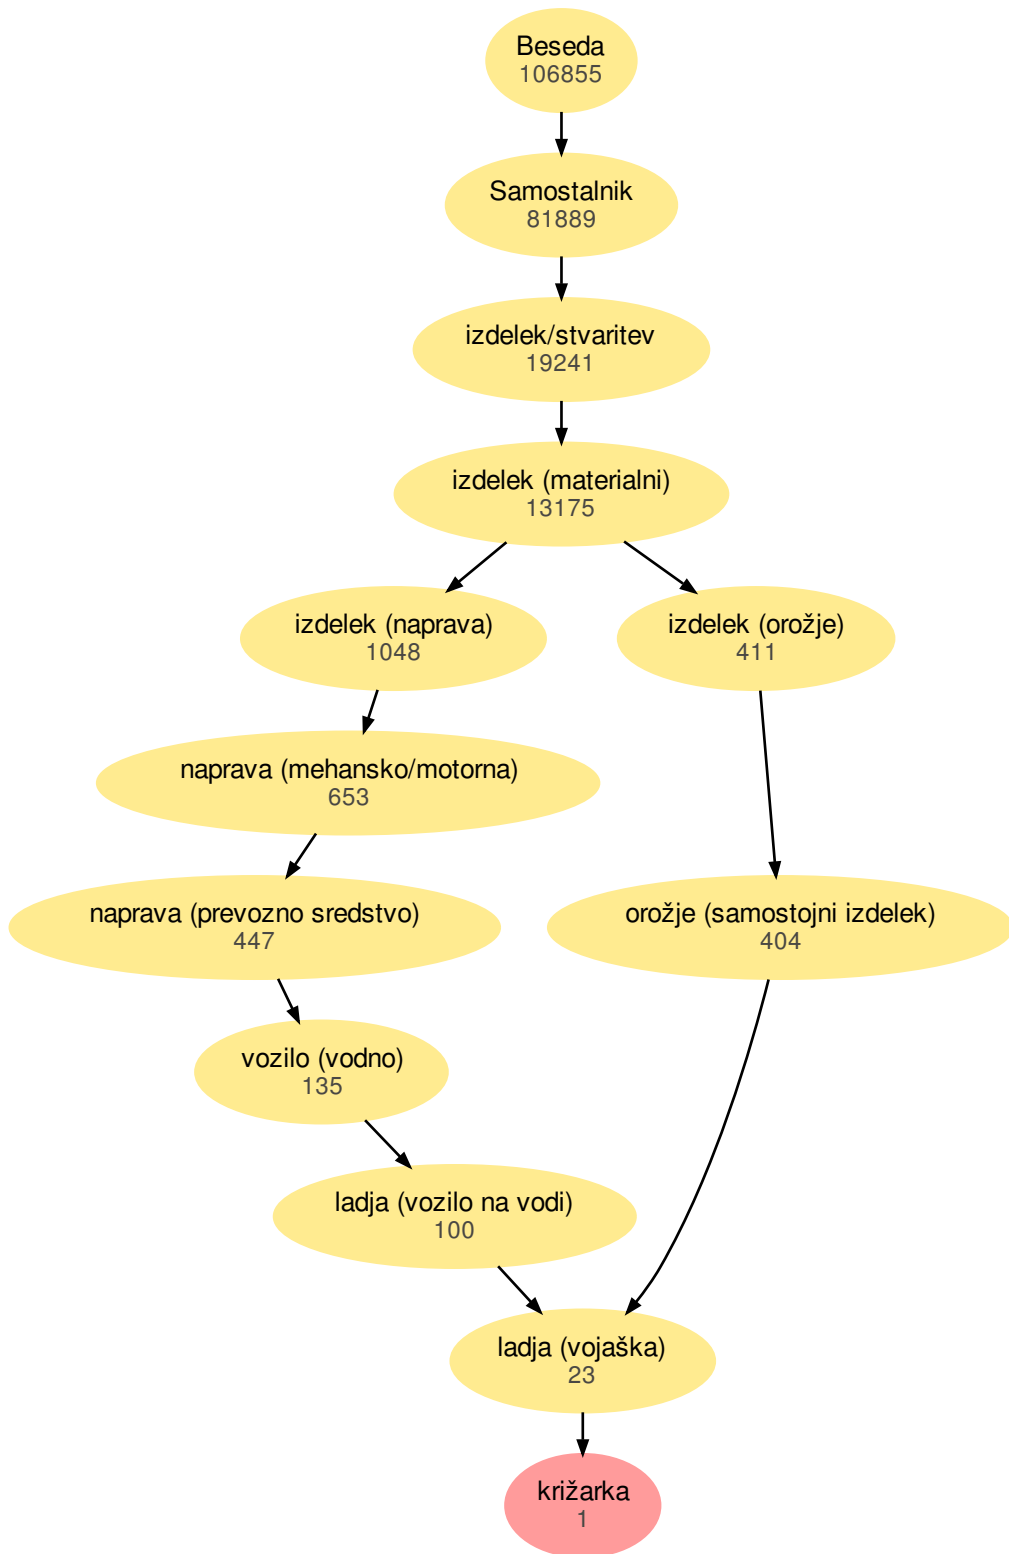 Beseda
106855
Samostalnik
81889
izdelek/stvaritev
19241
izdelek (materialni)
13175
izdelek (naprava)
1048
izdelek (orožje)
411
naprava (mehansko/motorna)
653
naprava (prevozno sredstvo)
447
orožje (samostojni izdelek)
404
vozilo (vodno)
135
ladja (vozilo na vodi)
100
ladja (vojaška)
23
križarka
1